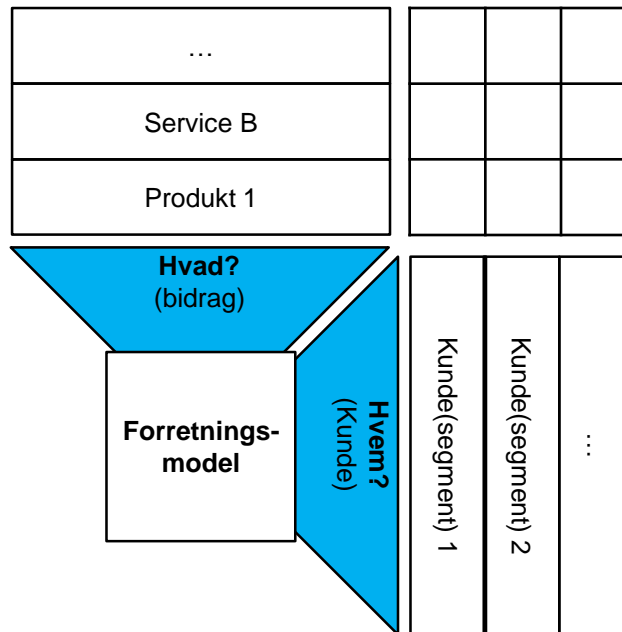 …
Service B
Produkt 1
Hvad?
(bidrag)
Forretnings-
model
Hvem?
(Kunde)
Kunde(segment) 1
Kunde(segment) 2
…